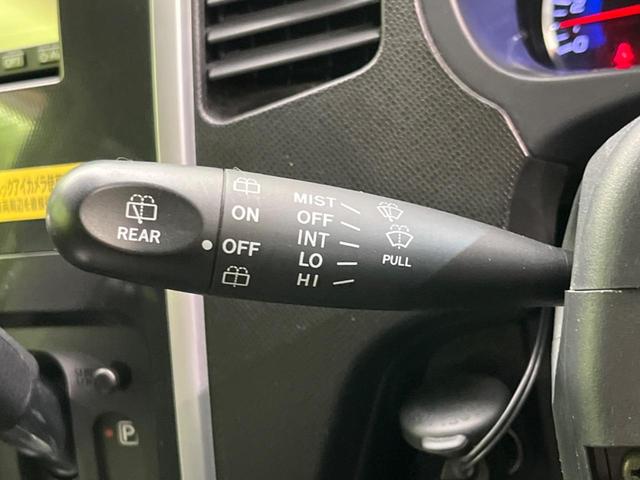 REAR
ON
OFF
MIST
OFF
INT
LO
HI
PULL
P